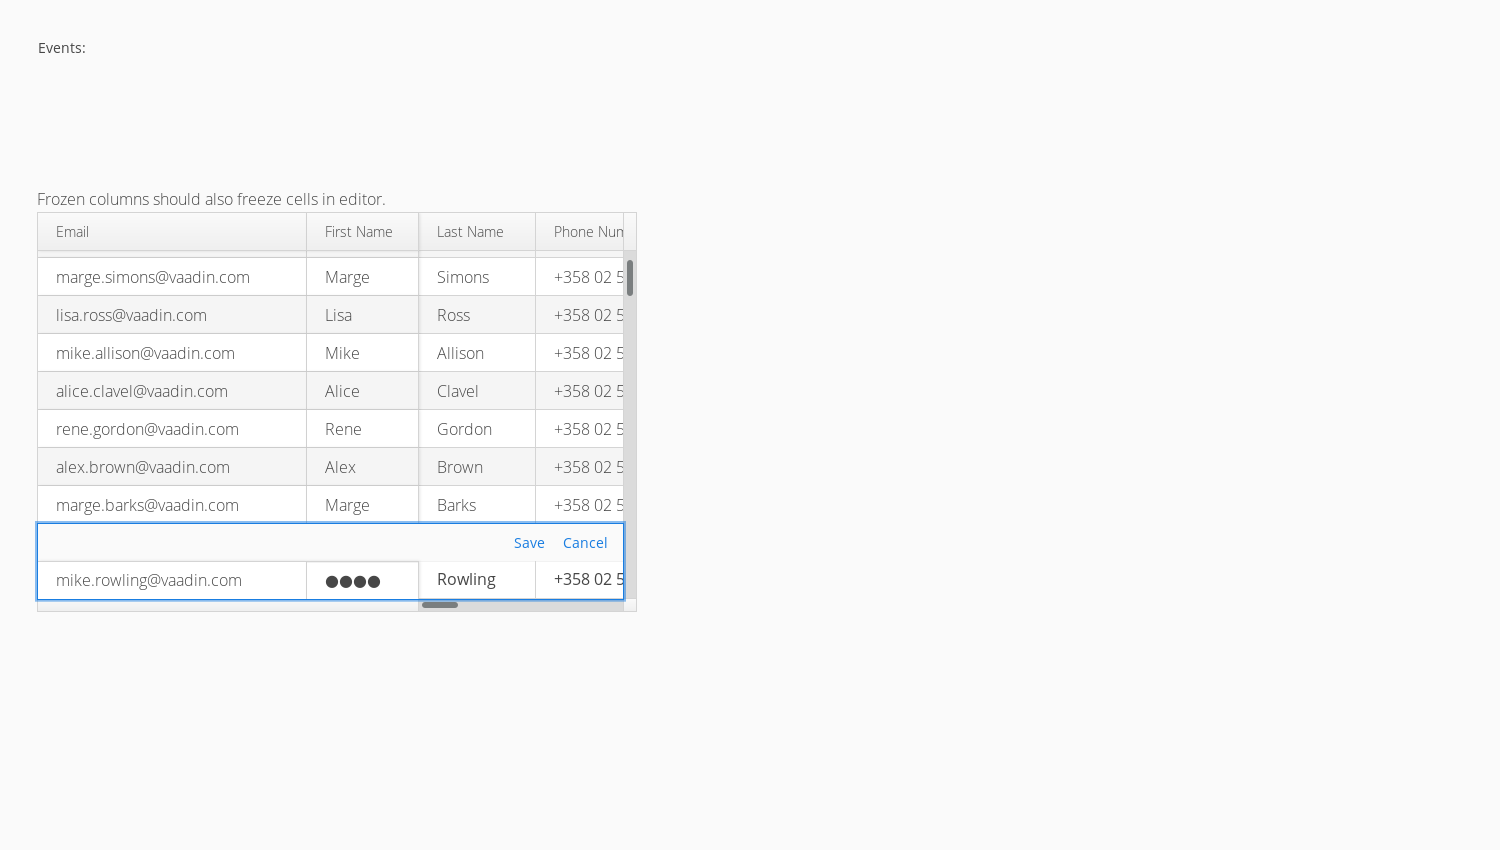 Events:
Frozen columns should also freeze cells in editor.
Email First Name Last Name Phone Num
marge.simons@vaadin.com Marge Simons +358 02 5
lisa.ross@vaadin.com Lisa Ross +358 02 5
mike.allison@vaadin.com Mike Allison +358 02 5
alice.clavel@vaadin.com Alice Clavel +358 02 5
rene.gordon@vaadin.com Rene Gordon +358 02 5
alex.brown@vaadin.com Alex Brown +358 02 5
marge.barks@vaadin.com Marge Barks +358 02 5
Save Cancel
mike.rowling@vaadin.com ●●●● Rowling +358 02 5